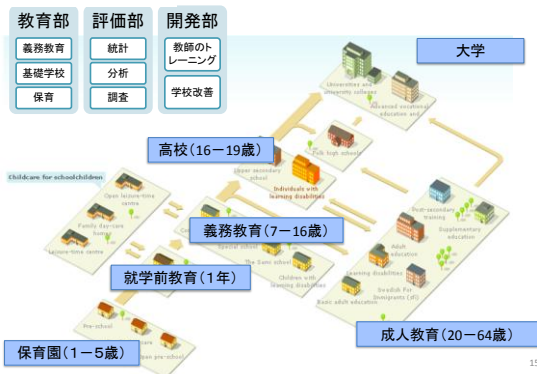 教育部
義務教育
基礎学校
保育
評価部
統計
分析
調査
開発部
教師のト
レーニング
学校改善
大学
Universities and
university colleges
Advanced vocational
education and
高校(16－19歳)
Folk high schools
Upper secondary
school
Individuals with
learning disabilities
Childcare for schoolchildren
Open leisure-time
centre
Family day-care
homes
Leisure-time centre
義務教育(7－16歳)
Special school
The Sami school
Children with
learning disabilities
Post-secondary
training
Supplementary
education
Adult
education
Learning disabilities
Swedish for
Immigrants (sfi)
Basic adult education
就学前教育(1年)
Pre-school
Open pre-school
保育園(1－5歳)
成人教育(20－64歳)
15